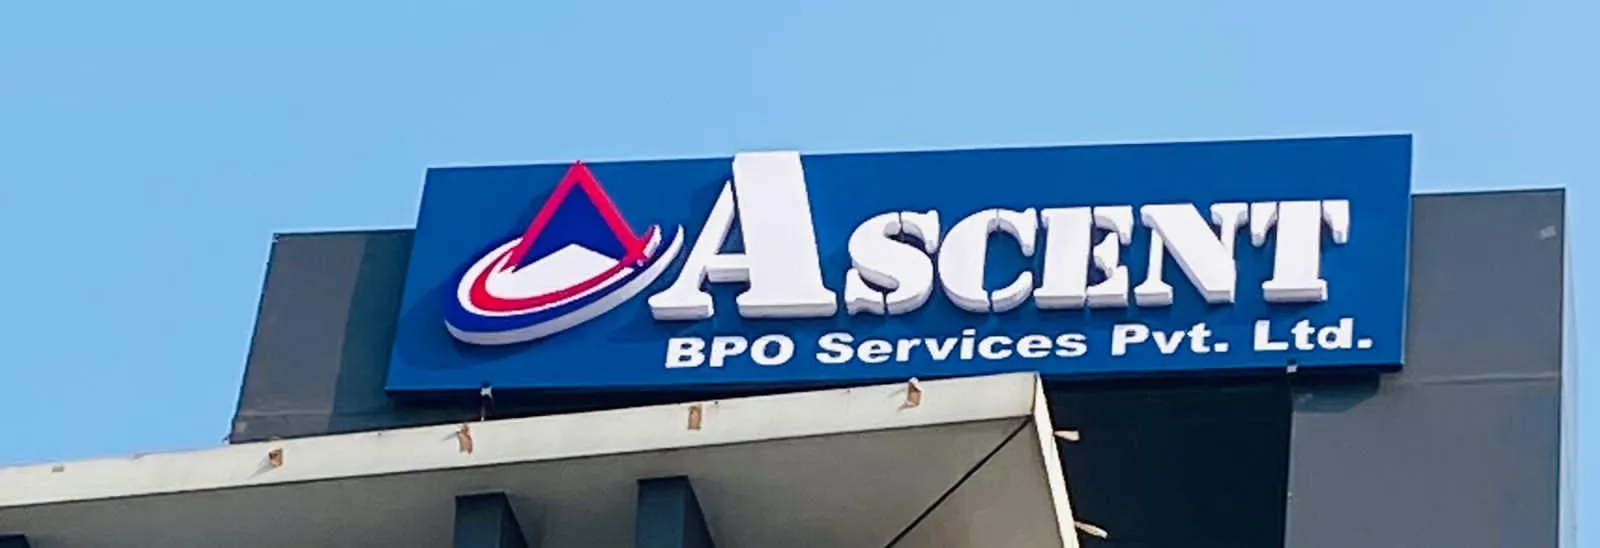 ASCENT
BPO Services Pvt. Ltd.